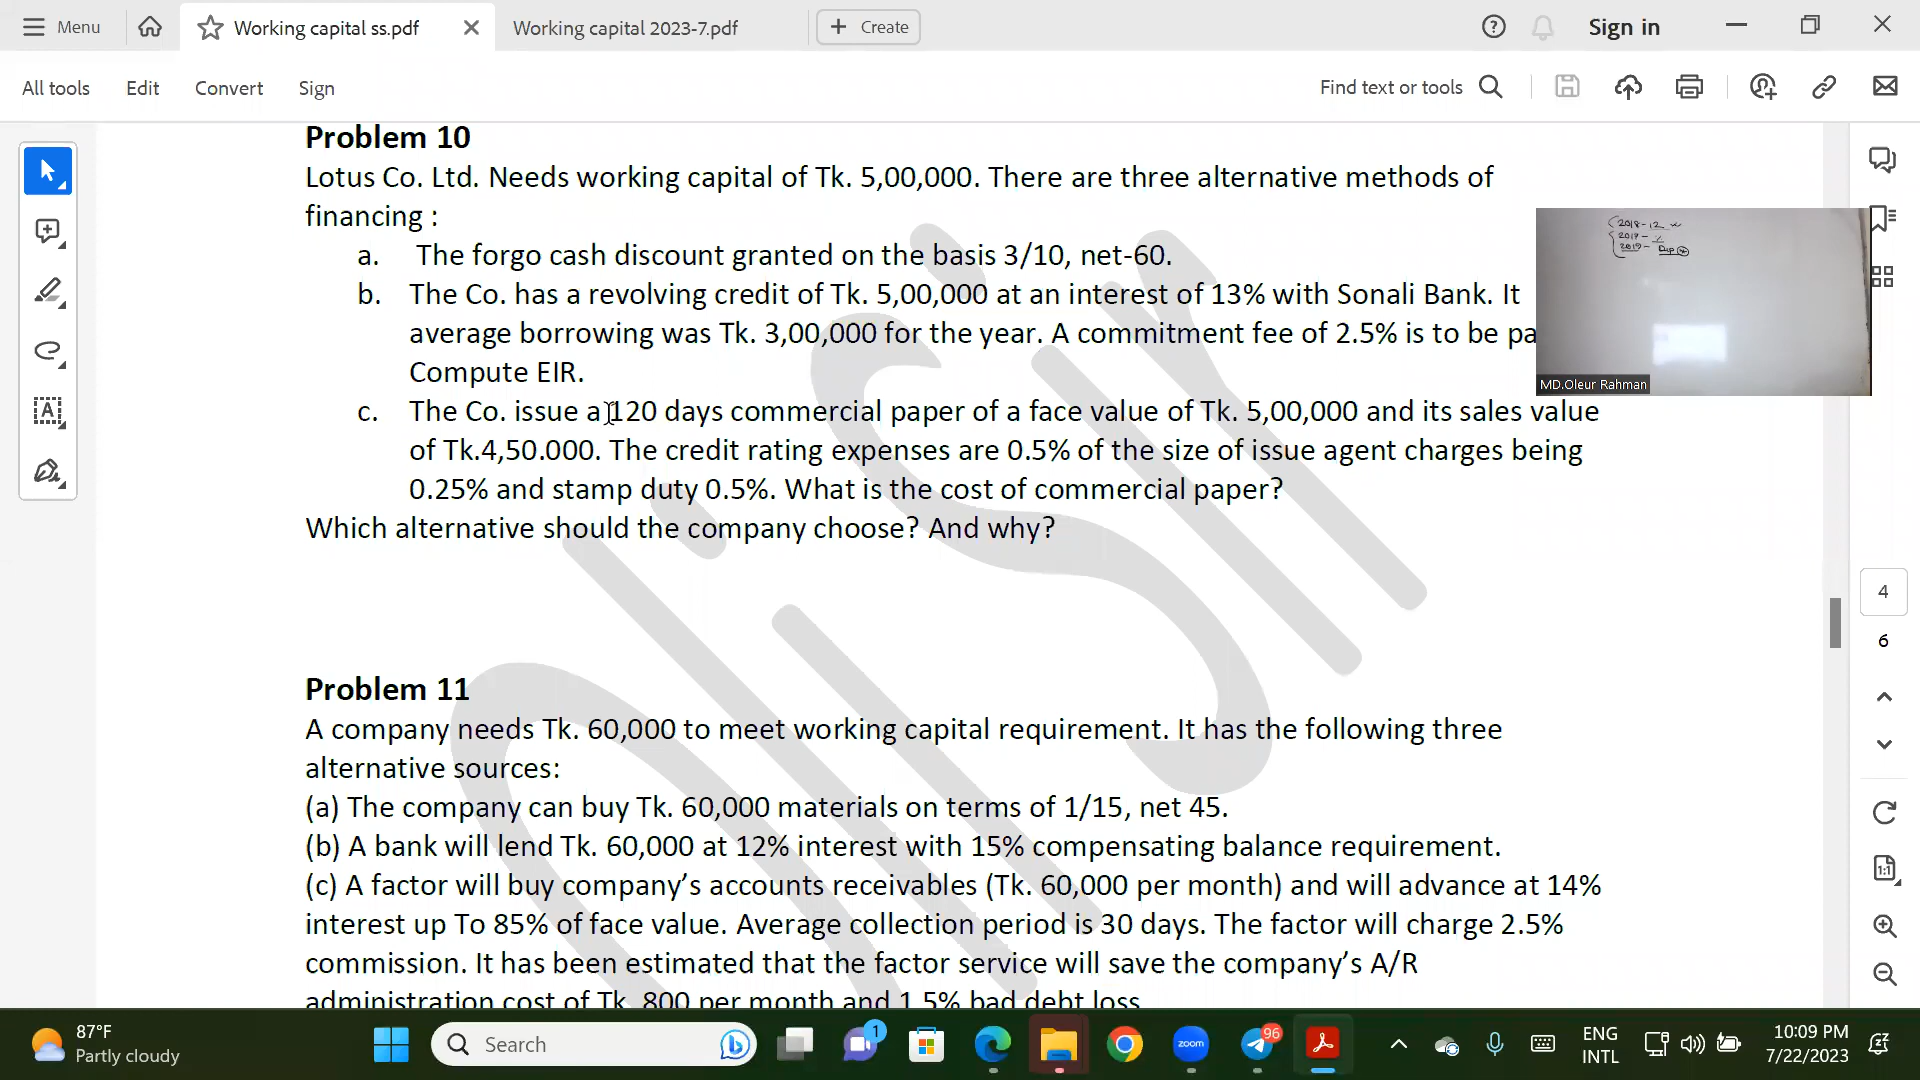 Menu
Working capital ss.pdf
Working capital 2023-7.pdf
Create
Sign in
All tools
Edit
Convert
Sign
Find text or tools
Problem 10
Lotus Co. Ltd. Needs working capital of Tk. 5,00,000. There are three alternative methods of
financing :
a. The forgo cash discount granted on the basis 3/10, net-60.
b. The Co. has a revolving credit of Tk. 5,00,000 at an interest of 13% with Sonali Bank. It
average borrowing was Tk. 3,00,000 for the year. A commitment fee of 2.5% is to be pa
Compute EIR.
c. The Co. issue a 120 days commercial paper of a face value of Tk. 5,00,000 and its sales value
of Tk.4,50.000. The credit rating expenses are 0.5% of the size of issue agent charges being
0.25% and stamp duty 0.5%. What is the cost of commercial paper?
Which alternative should the company choose? And why?
2018-12
2017-
2019-
MD.Oleur Rahman
Problem 11
A company needs Tk. 60,000 to meet working capital requirement. It has the following three
alternative sources:
(a) The company can buy Tk. 60,000 materials on terms of 1/15, net 45.
(b) A bank will lend Tk. 60,000 at 12% interest with 15% compensating balance requirement.
(c) A factor will buy company’s accounts receivables (Tk. 60,000 per month) and will advance at 14%
interest up To 85% of face value. Average collection period is 30 days. The factor will charge 2.5%
commission. It has been estimated that the factor service will save the company’s A/R
administration cost of Tk. 800 per month and 1.5% bad debt loss.
4
6
1:1
87°F
Partly cloudy
Search
1
zoom
96
ENG
INTL
10:09 PM
7/22/2023